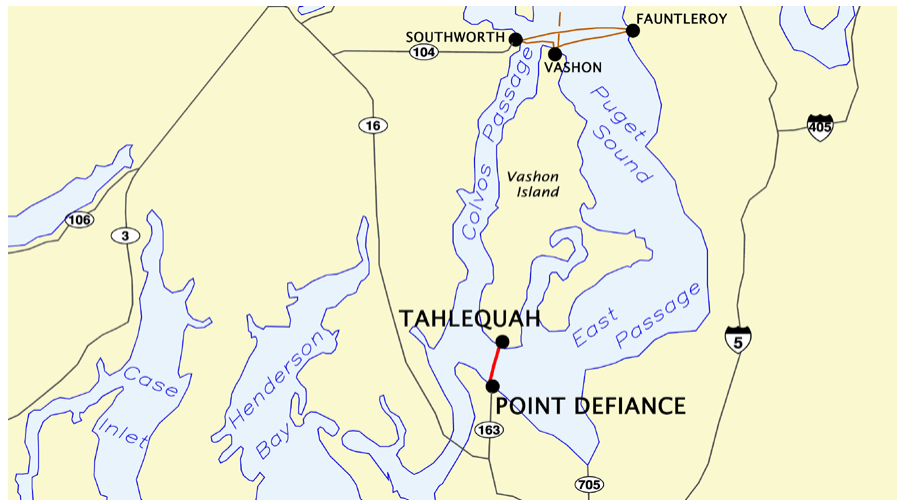 FAUNTLEROY
SOUTHWORTH
104
VASHON
Colvos Passage
Puget
Sound
405
16
Vashon
Island
106
3
TAHLEQUAH
East
Passage
5
Case
Inlet
Henderson
Bay
POINT DEFIANCE
163
705